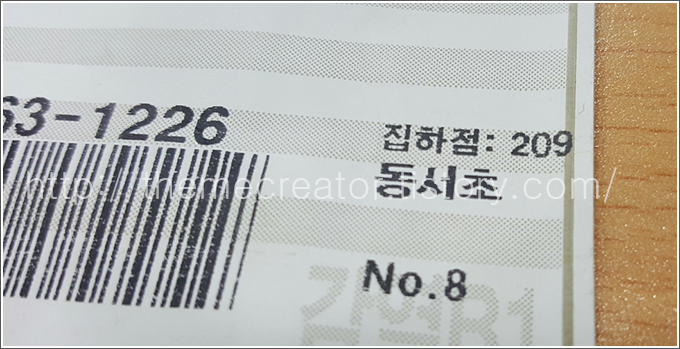 63-1226
집하점: 209
동서초
http://themecreator.tistory.com/
No.8